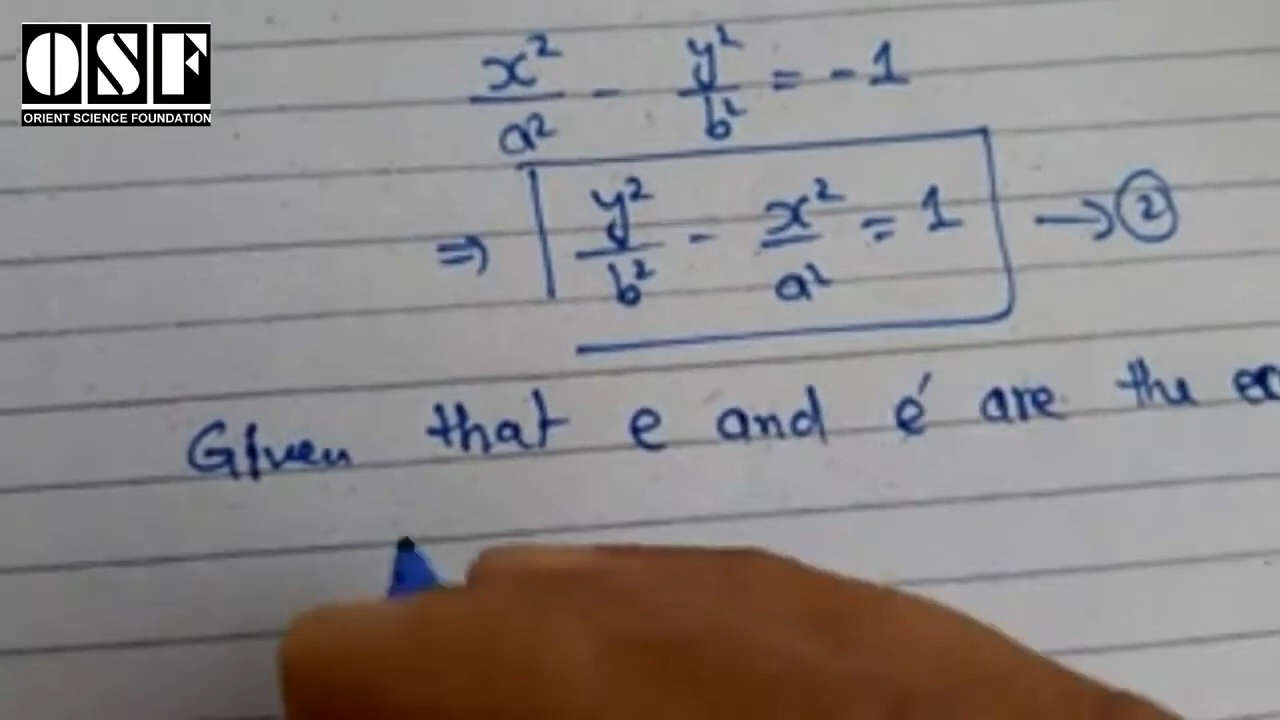 OSF
ORIENT SCIENCE FOUNDATION
x²/a² - y²/b² = -1
⇒ y²/b² - x²/a² = 1 → ②
Given that e and e' are the